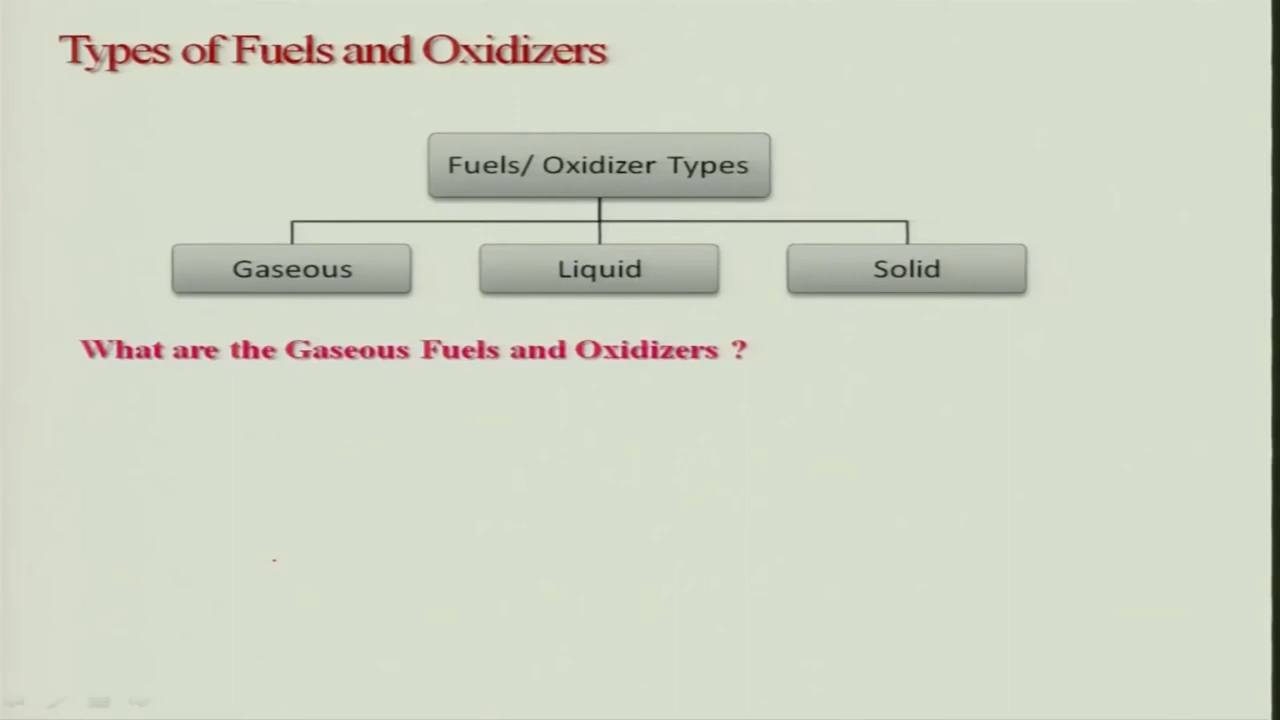 Types of Fuels and Oxidizers
Fuels/ Oxidizer Types
Gaseous
Liquid
Solid
What are the Gaseous Fuels and Oxidizers ?